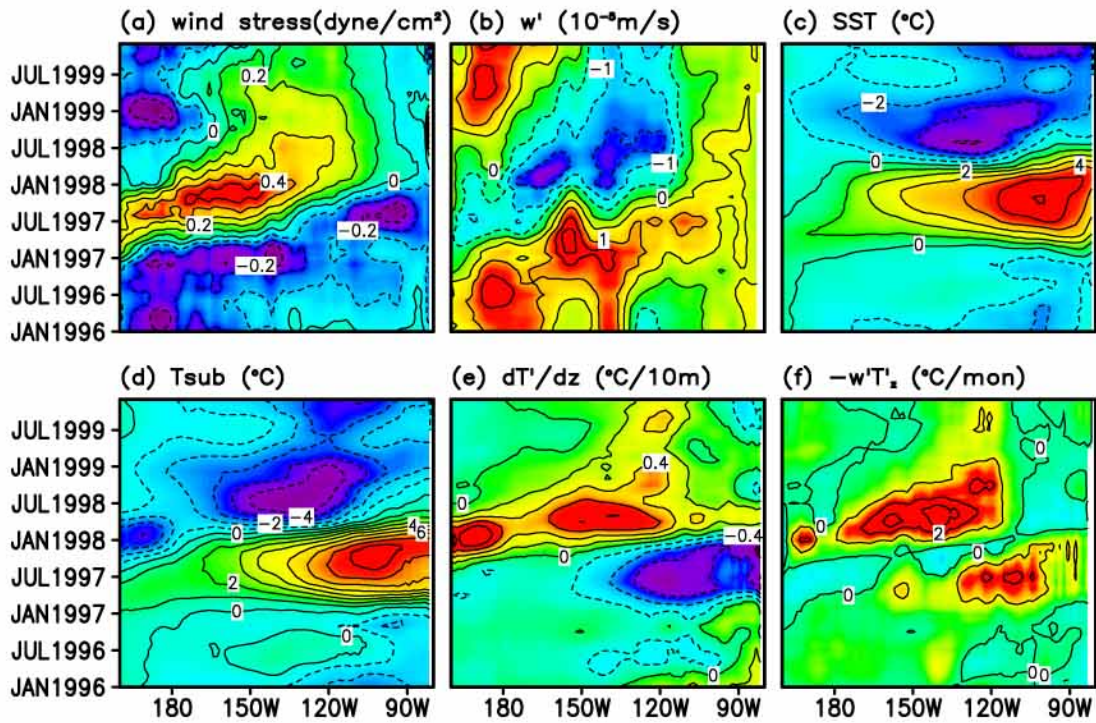 (a) wind stress(dyne/cm²) (b) w' (10⁻⁵m/s) (c) SST (°C)
JUL1999
JAN1999
JUL1998
JAN1998
JUL1997
JAN1997
JUL1996
JAN1996
0.2
0
0.4
0
0.2
-0.2
-0.2
-1
-1
0
0
1
-2
0
2
4
0
(d) Tsub (°C) (e) dT'/dz (°C/10m) (f) -w'T'z (°C/mon)
JUL1999
JAN1999
JUL1998
JAN1998
JUL1997
JAN1997
JUL1996
JAN1996
-2
-4
0
4
6
2
0
0
0.4
0
-0.4
0
0
0
0
2
0
0
0
0
180 150W 120W 90W 180 150W 120W 90W 180 150W 120W 90W